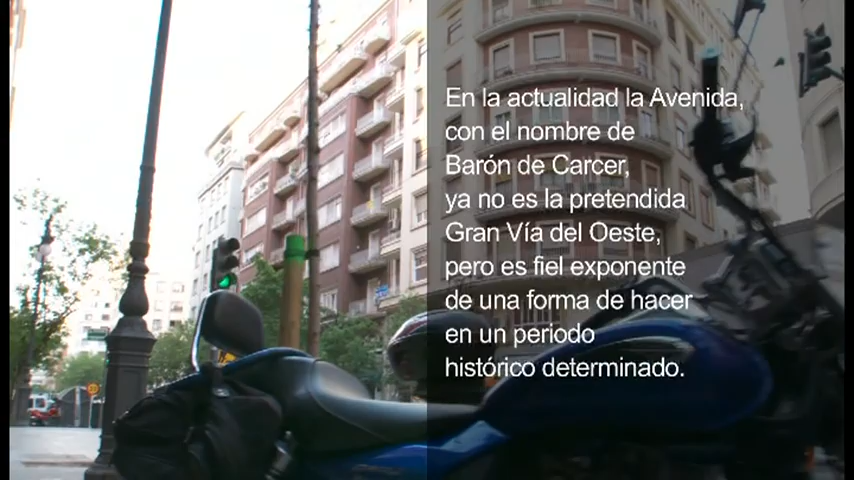 En la actualidad la Avenida,
con el nombre de
Barón de Carcer,
ya no es la pretendida
Gran Vía del Oeste,
pero es fiel exponente
de una forma de hacer
en un periodo
histórico determinado.